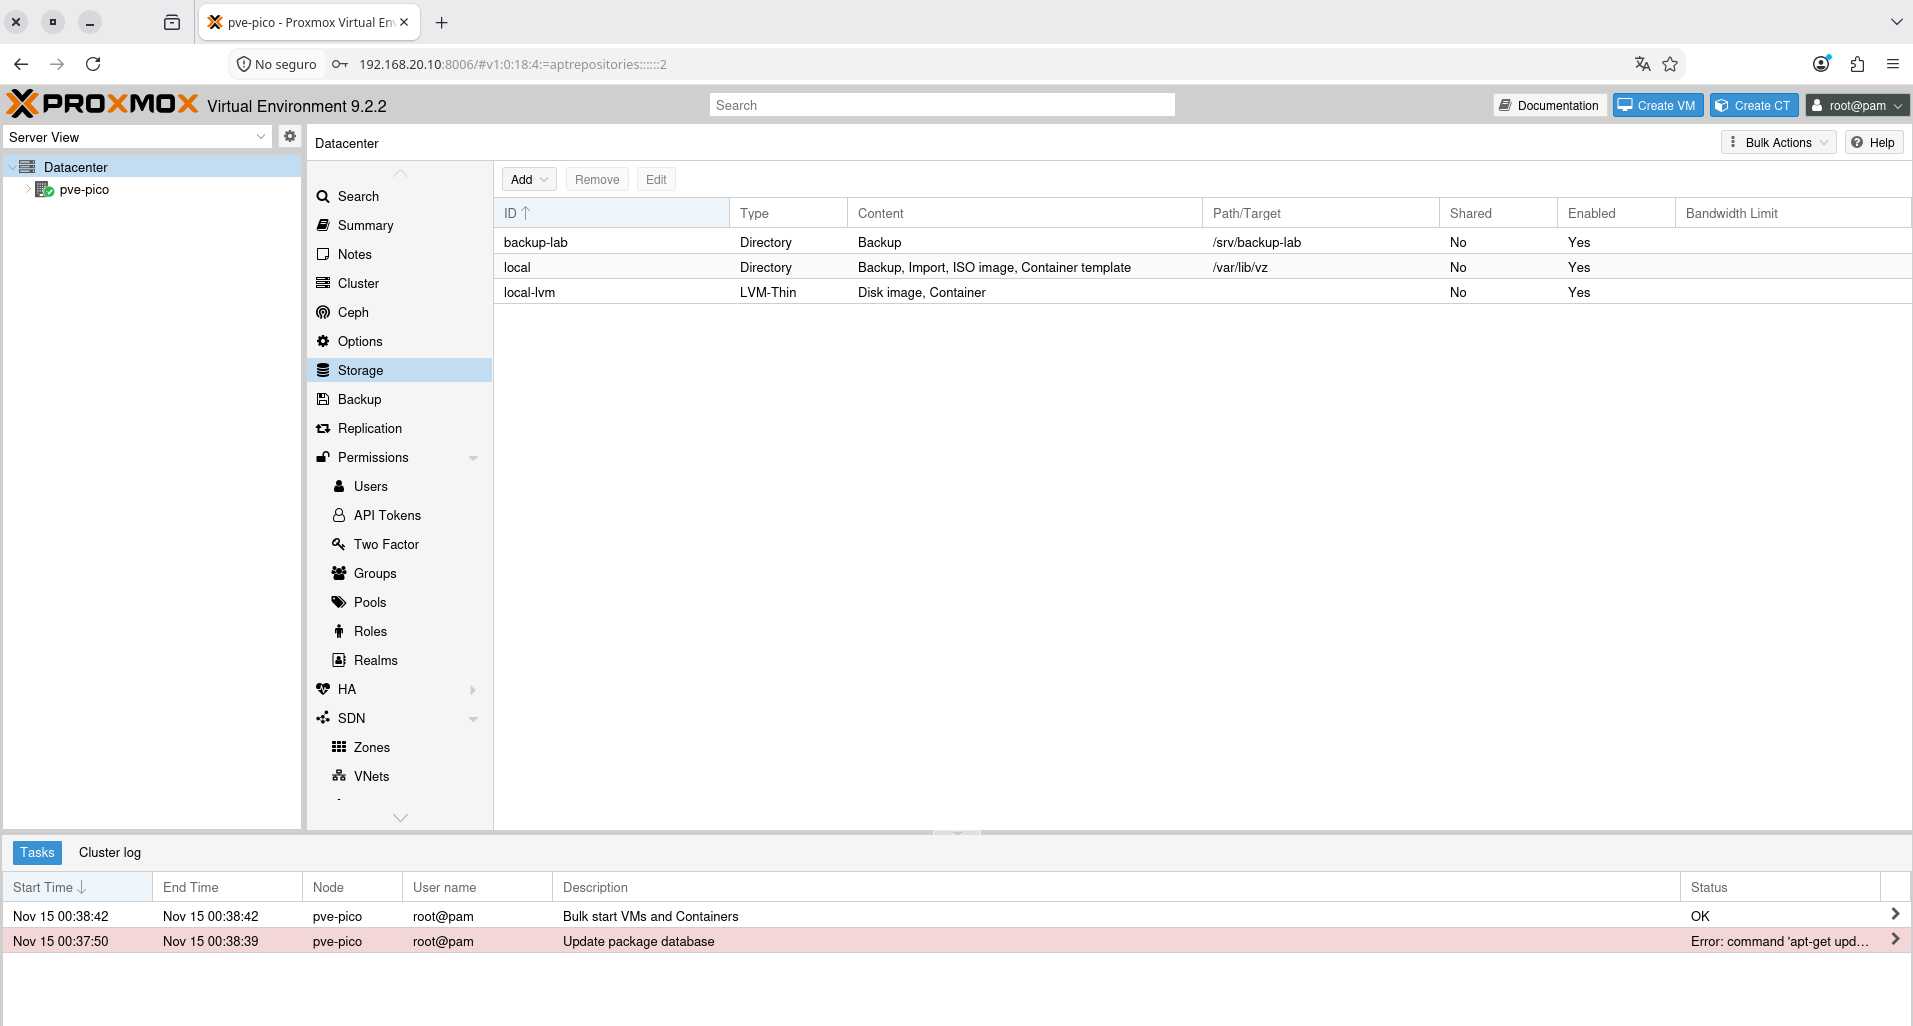 pve-pico - Proxmox Virtual En
No seguro
192.168.20.10:8006/#v1:0:18:4:=aptrepositories::::::2
PROXMOX Virtual Environment 9.2.2
Search
Documentation
Create VM
Create CT
root@pam
Server View
Datacenter
Bulk Actions
Help
Datacenter
pve-pico
Search
Summary
Notes
Cluster
Ceph
Options
Storage
Backup
Replication
Permissions
Users
API Tokens
Two Factor
Groups
Pools
Roles
Realms
HA
SDN
Zones
VNets
Add
Remove
Edit
ID Type Content Path/Target Shared Enabled Bandwidth Limit
backup-lab Directory Backup /srv/backup-lab No Yes
local Directory Backup, Import, ISO image, Container template /var/lib/vz No Yes
local-lvm LVM-Thin Disk image, Container No Yes
Tasks
Cluster log
Start Time End Time Node User name Description Status
Nov 15 00:38:42 Nov 15 00:38:42 pve-pico root@pam Bulk start VMs and Containers OK
Nov 15 00:37:50 Nov 15 00:38:39 pve-pico root@pam Update package database Error: command 'apt-get upd...